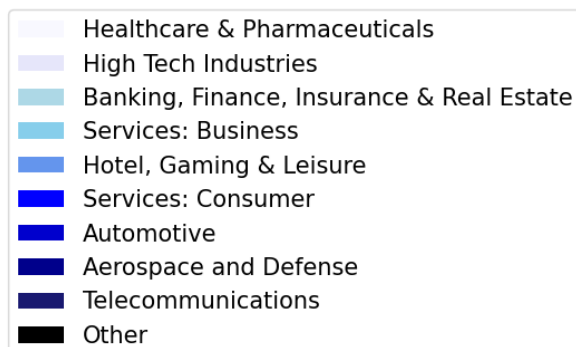 Healthcare & Pharmaceuticals
High Tech Industries
Banking, Finance, Insurance & Real Estate
Services: Business
Hotel, Gaming & Leisure
Services: Consumer
Automotive
Aerospace and Defense
Telecommunications
Other